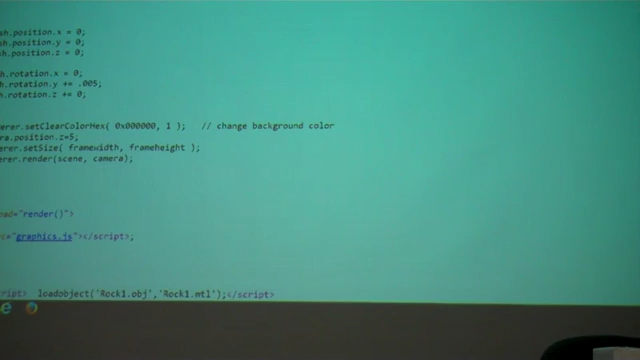 sh.position.x = 0;
sh.position.y = 0;
sh.position.z = 0;
h.rotation.x = 0;
h.rotation.y += .005;
h.rotation.z += 0;
erer.setClearColorHex( 0x000000, 1 );   // change background color
ra.position.z=5;
erer.setSize( framewidth, frameheight );
erer.render(scene, camera);
oad="render()">
c="graphics.js"></script>;
ript>  loadobject('Rock1.obj','Rock1.mtl');</script>